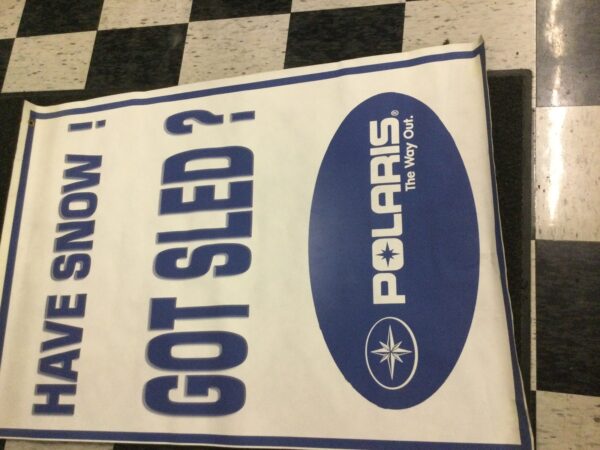 HAVE SNOW !
GOT SLED ?
POLARIS®
The Way Out.